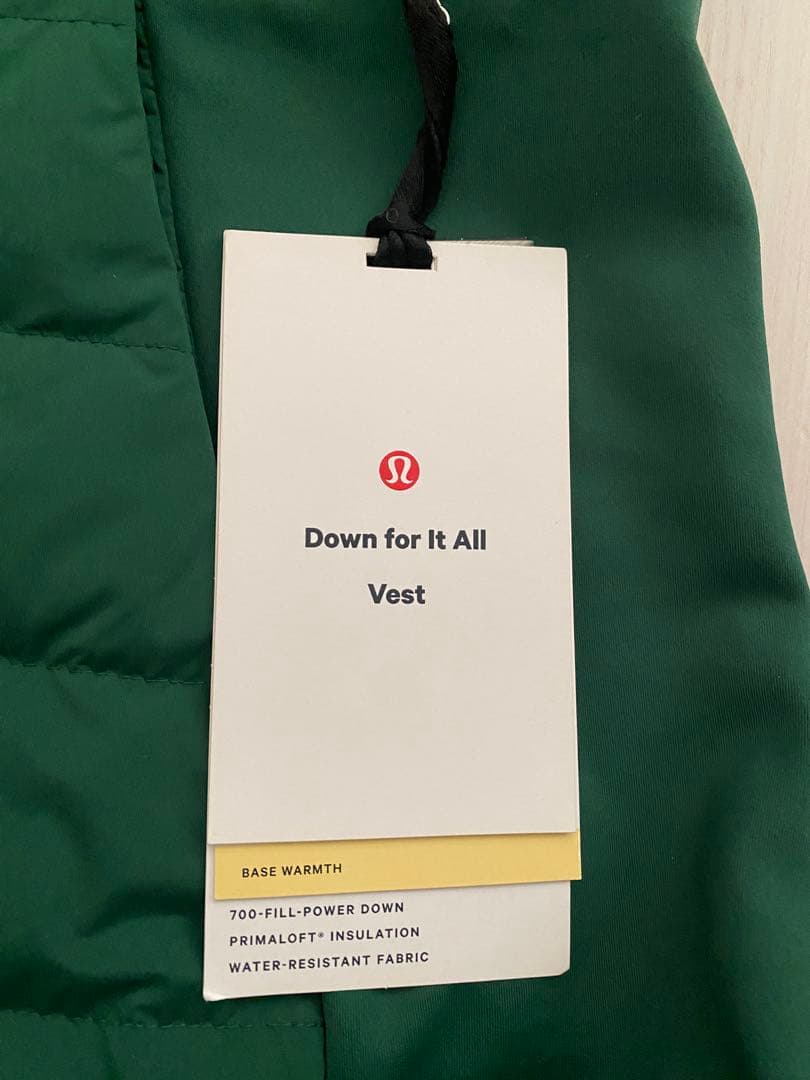 Down for It All
Vest
BASE WARMTH
700-FILL-POWER DOWN
PRIMALOFT® INSULATION
WATER-RESISTANT FABRIC